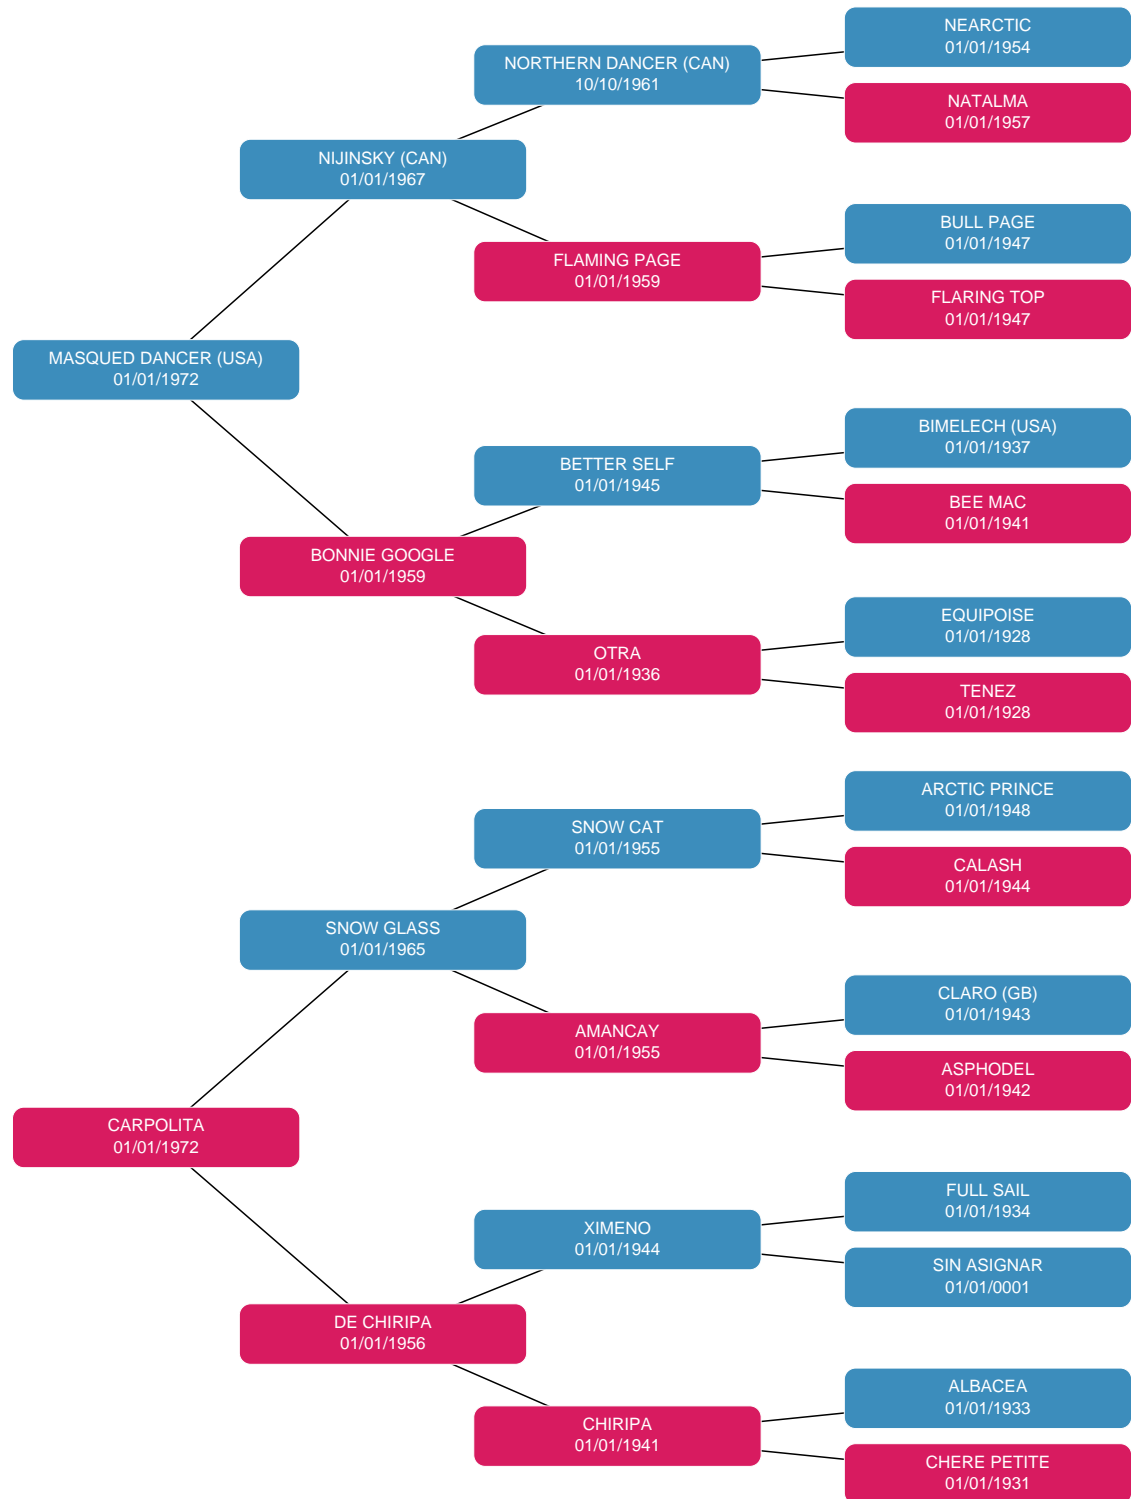 NEARCTIC
01/01/1954
NORTHERN DANCER (CAN)
10/10/1961
NATALMA
01/01/1957
NIJINSKY (CAN)
01/01/1967
BULL PAGE
01/01/1947
FLAMING PAGE
01/01/1959
FLARING TOP
01/01/1947
MASQUED DANCER (USA)
01/01/1972
BIMELECH (USA)
01/01/1937
BETTER SELF
01/01/1945
BEE MAC
01/01/1941
BONNIE GOOGLE
01/01/1959
EQUIPOISE
01/01/1928
OTRA
01/01/1936
TENEZ
01/01/1928
ARCTIC PRINCE
01/01/1948
SNOW CAT
01/01/1955
CALASH
01/01/1944
SNOW GLASS
01/01/1965
CLARO (GB)
01/01/1943
AMANCAY
01/01/1955
ASPHODEL
01/01/1942
CARPOLITA
01/01/1972
FULL SAIL
01/01/1934
XIMENO
01/01/1944
SIN ASIGNAR
01/01/0001
DE CHIRIPA
01/01/1956
ALBACEA
01/01/1933
CHIRIPA
01/01/1941
CHERE PETITE
01/01/1931